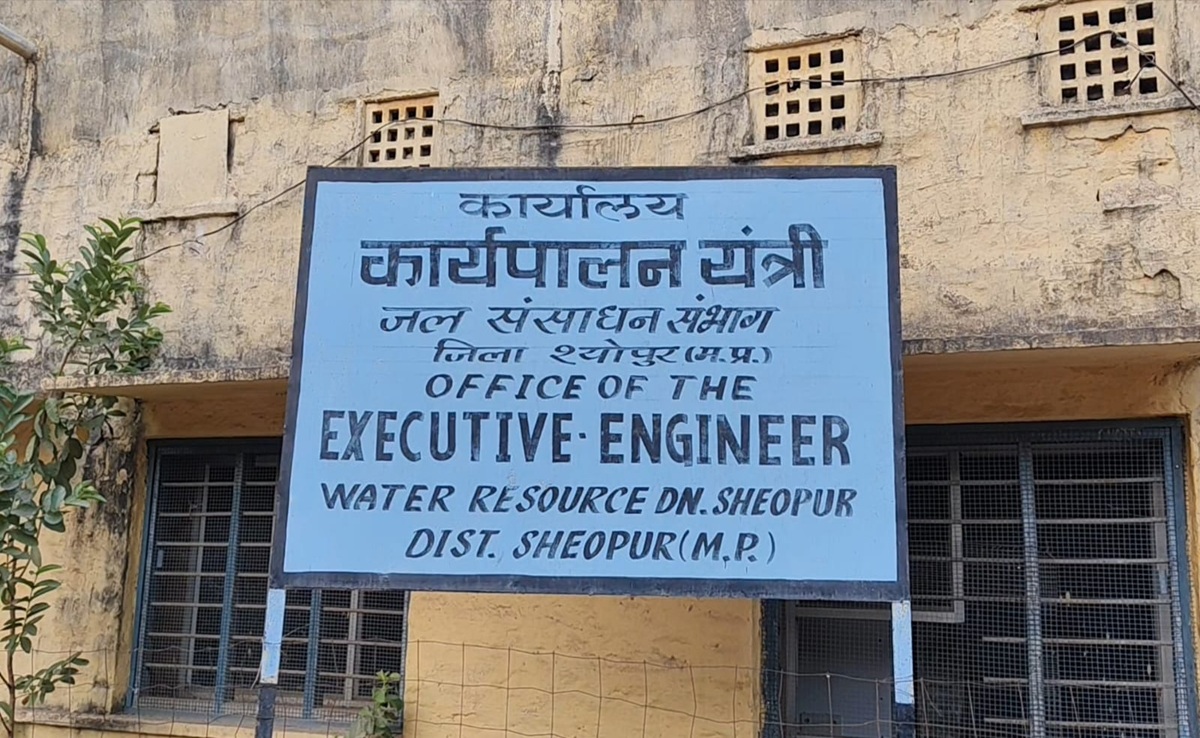 कार्यालय
कार्यपालन यंत्री
जल संसाधन संभाग
जिला श्योपुर (म.प्र.)
OFFICE OF THE
EXECUTIVE-ENGINEER
WATER RESOURCE DN. SHEOPUR
DIST. SHEOPUR (M.P.)